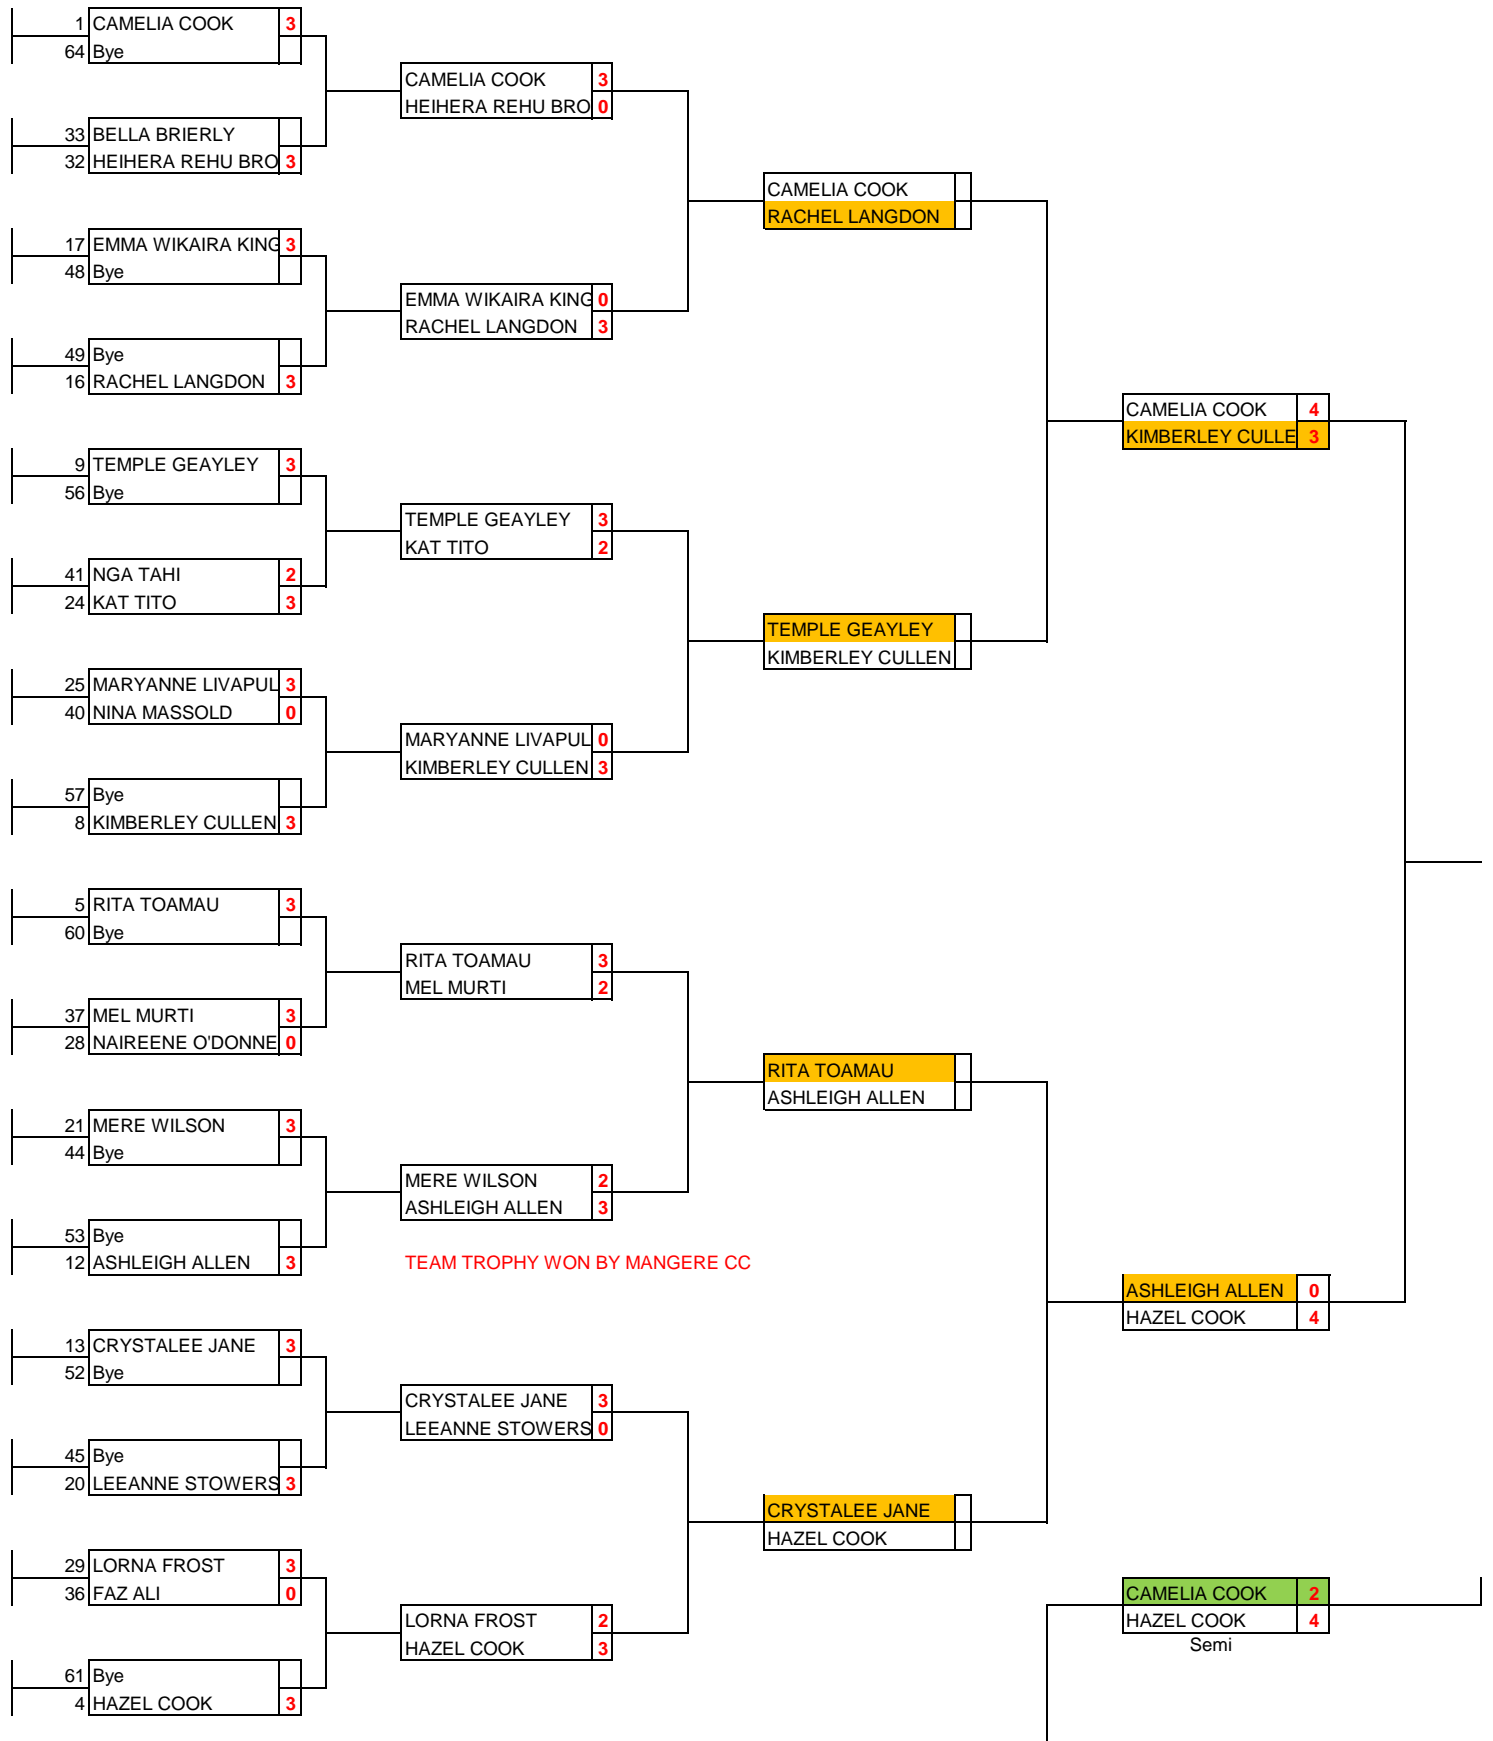 1 CAMELIA COOK 3
64 Bye
33 BELLA BRIERLY
32 HEIHERA REHU BRO 3
17 EMMA WIKAIRA KING 3
48 Bye
49 Bye
16 RACHEL LANGDON 3
9 TEMPLE GEAYLEY 3
56 Bye
41 NGA TAHI 2
24 KAT TITO 3
25 MARYANNE LIVAPUL 3
40 NINA MASSOLD 0
57 Bye
8 KIMBERLEY CULLEN 3
5 RITA TOAMAU 3
60 Bye
37 MEL MURTI 3
28 NAIREENE O'DONNE 0
21 MERE WILSON 3
44 Bye
53 Bye
12 ASHLEIGH ALLEN 3
13 CRYSTALEE JANE 3
52 Bye
45 Bye
20 LEEANNE STOWERS 3
29 LORNA FROST 3
36 FAZ ALI 0
61 Bye
4 HAZEL COOK 3
CAMELIA COOK 3
HEIHERA REHU BRO 0
EMMA WIKAIRA KING 0
RACHEL LANGDON 3
TEMPLE GEAYLEY 3
KAT TITO 2
MARYANNE LIVAPUL 0
KIMBERLEY CULLEN 3
RITA TOAMAU 3
MEL MURTI 2
MERE WILSON 2
ASHLEIGH ALLEN 3
TEAM TROPHY WON BY MANGERE CC
CRYSTALEE JANE 3
LEEANNE STOWERS 0
LORNA FROST 2
HAZEL COOK 3
CAMELIA COOK
RACHEL LANGDON
TEMPLE GEAYLEY
KIMBERLEY CULLEN
RITA TOAMAU
ASHLEIGH ALLEN
CRYSTALEE JANE
HAZEL COOK
CAMELIA COOK 4
KIMBERLEY CULLE 3
ASHLEIGH ALLEN 0
HAZEL COOK 4
CAMELIA COOK 2
HAZEL COOK 4
Semi